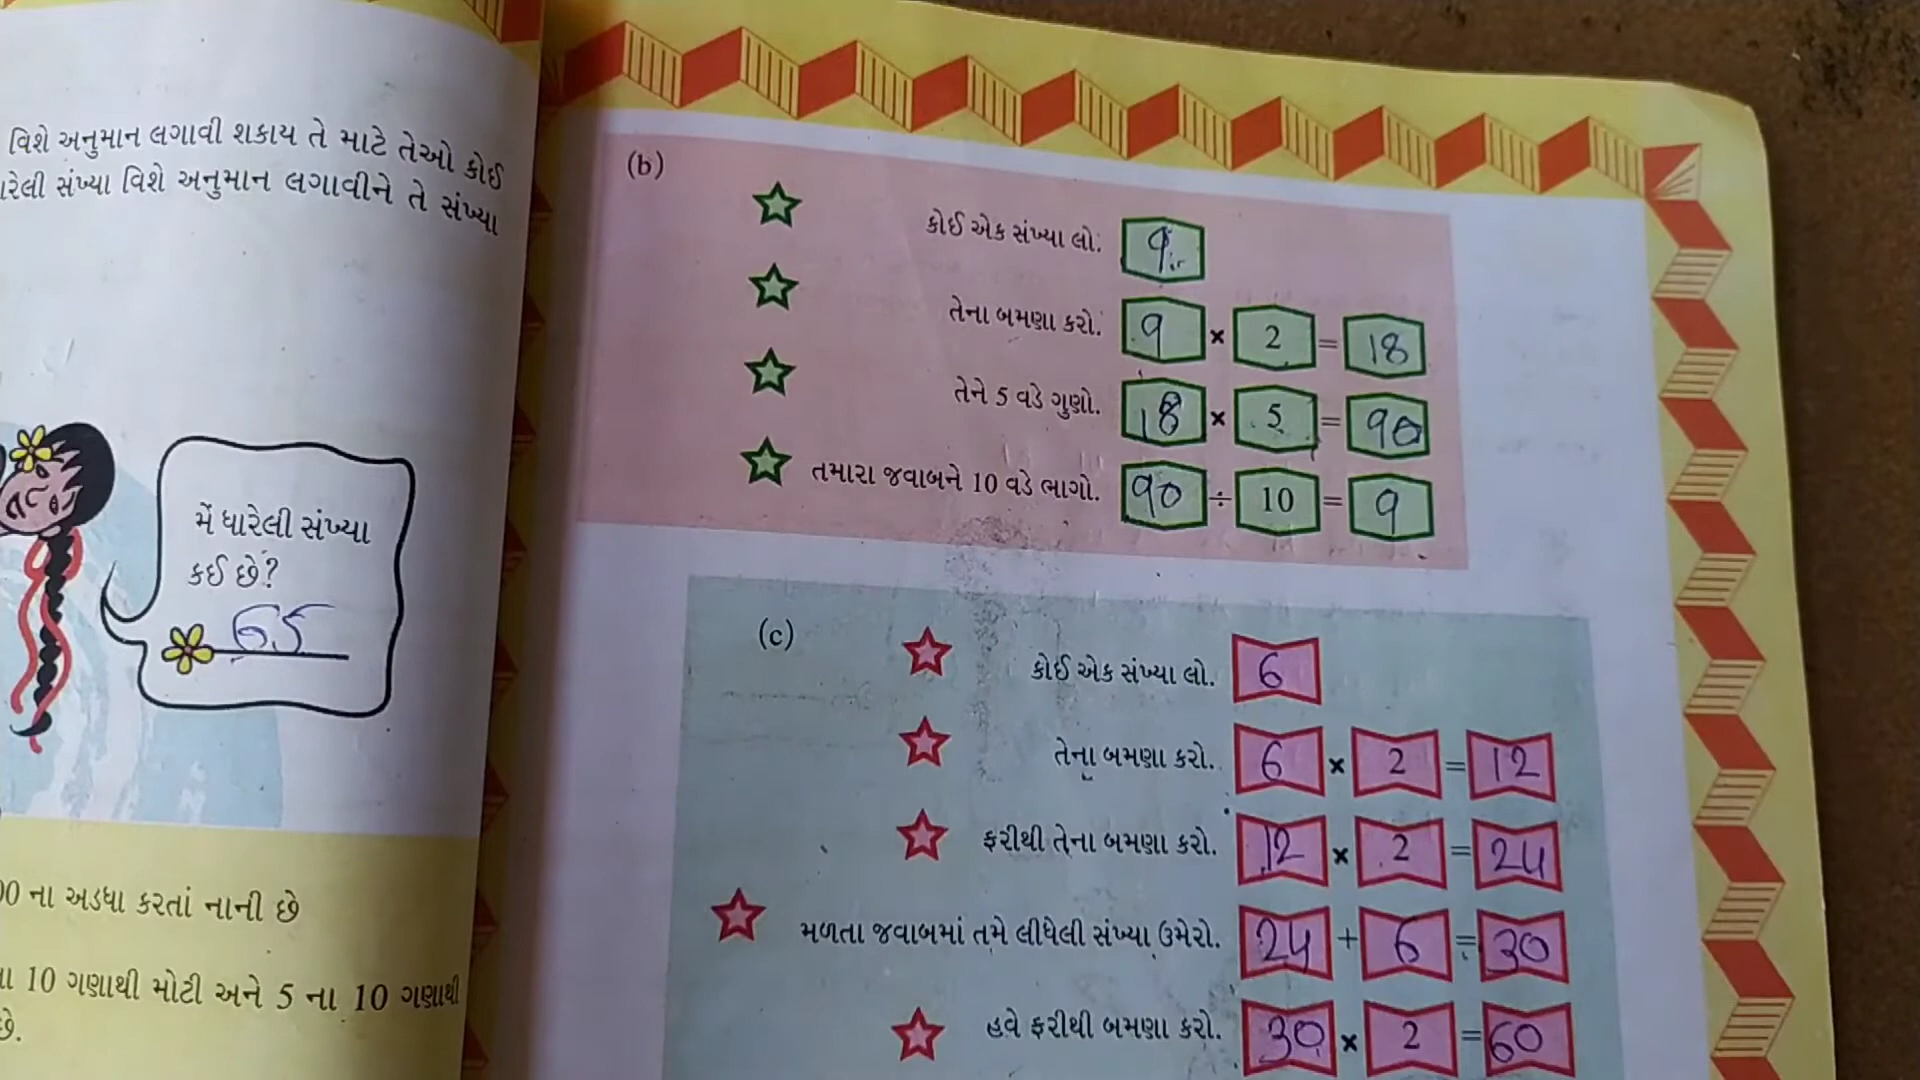 વિશે અનુમાન લગાવી શકાય તે માટે તેઓ કોઈ
રેલી સંખ્યા વિશે અનુમાન લગાવીને તે સંખ્યા
મેં ધારેલી સંખ્યા
કઈ છે?
65
00 ના અડધા કરતાં નાની છે
ના 10 ગણાથી મોટી અને 5 ના 10 ગણાથી
છે.
(b)
કોઈ એક સંખ્યા લો. 9
તેના બમણા કરો. 9 × 2 = 18
તેને 5 વડે ગુણો. 18 × 5 = 90
તમારા જવાબને 10 વડે ભાગો. 90 ÷ 10 = 9
(c)
કોઈ એક સંખ્યા લો. 6
તેના બમણા કરો. 6 × 2 = 12
ફરીથી તેના બમણા કરો. 12 × 2 = 24
મળતા જવાબમાં તમે લીધેલી સંખ્યા ઉમેરો. 24 + 6 = 30
હવે ફરીથી બમણા કરો. 30 × 2 = 60